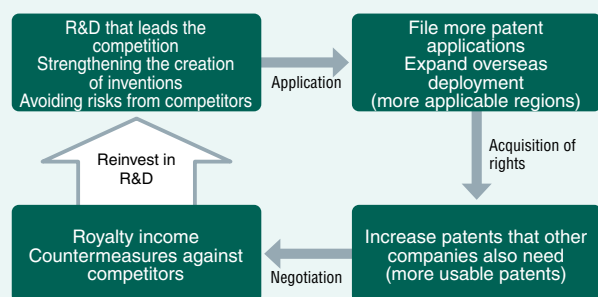 R&D that leads the
competition
Strengthening the creation
of inventions
Avoiding risks from competitors
Application
File more patent
applications
Expand overseas
deployment
(more applicable regions)
Acquisition of
rights
Increase patents that other
companies also need
(more usable patents)
Negotiation
Royalty income
Countermeasures against
competitors
Reinvest in
R&D